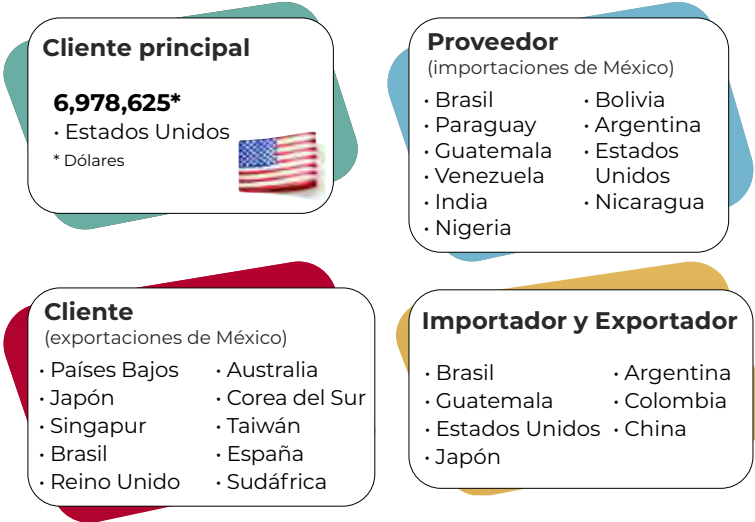 Cliente principal
6,978,625*
· Estados Unidos
* Dólares
Proveedor
(importaciones de México)
· Brasil
· Paraguay
· Guatemala
· Venezuela
· India
· Nigeria
· Bolivia
· Argentina
· Estados
Unidos
· Nicaragua
Cliente
(exportaciones de México)
· Países Bajos
· Japón
· Singapur
· Brasil
· Reino Unido
· Australia
· Corea del Sur
· Taiwán
· España
· Sudáfrica
Importador y Exportador
· Brasil
· Guatemala
· Estados Unidos
· Japón
· Argentina
· Colombia
· China